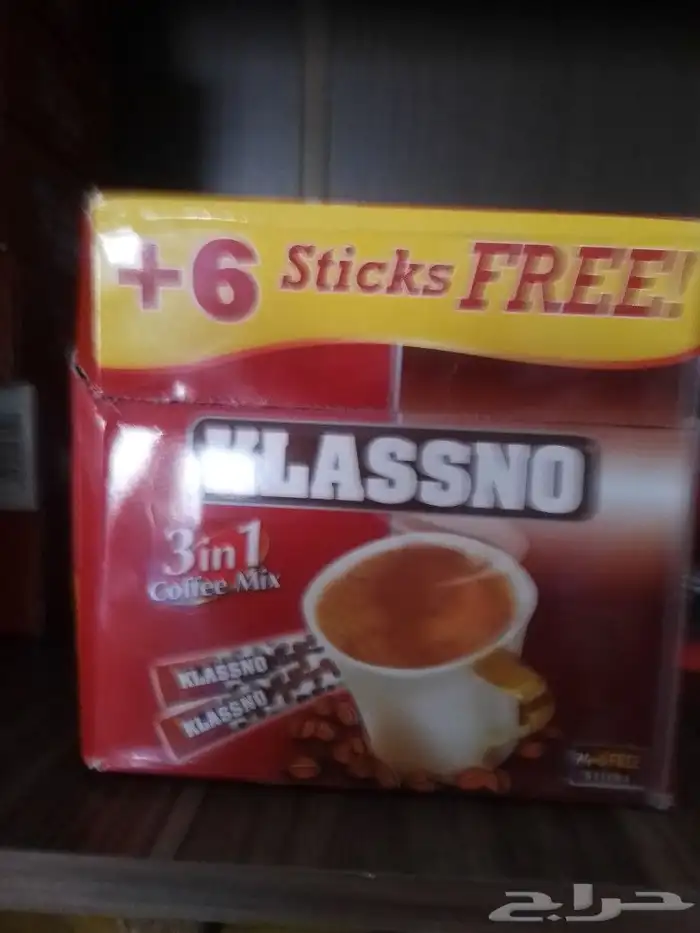 +6 Sticks FREE!
KLASSNO
3in1
Coffee Mix
KLASSNO
KLASSNO
حراج